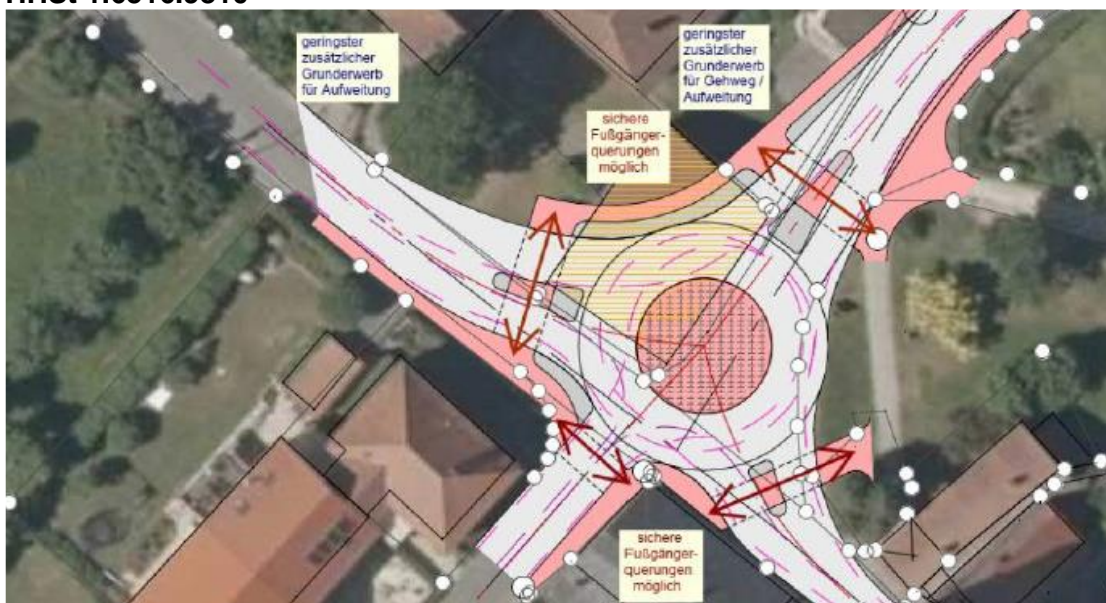 geringster
zusätzlicher
Grunderwerb
für Aufweitung
geringster
zusätzlicher
Grunderwerb
für Gehweg /
Aufweitung
sichere
Fußgänger-
querungen
möglich
sichere
Fußgänger-
querungen
möglich